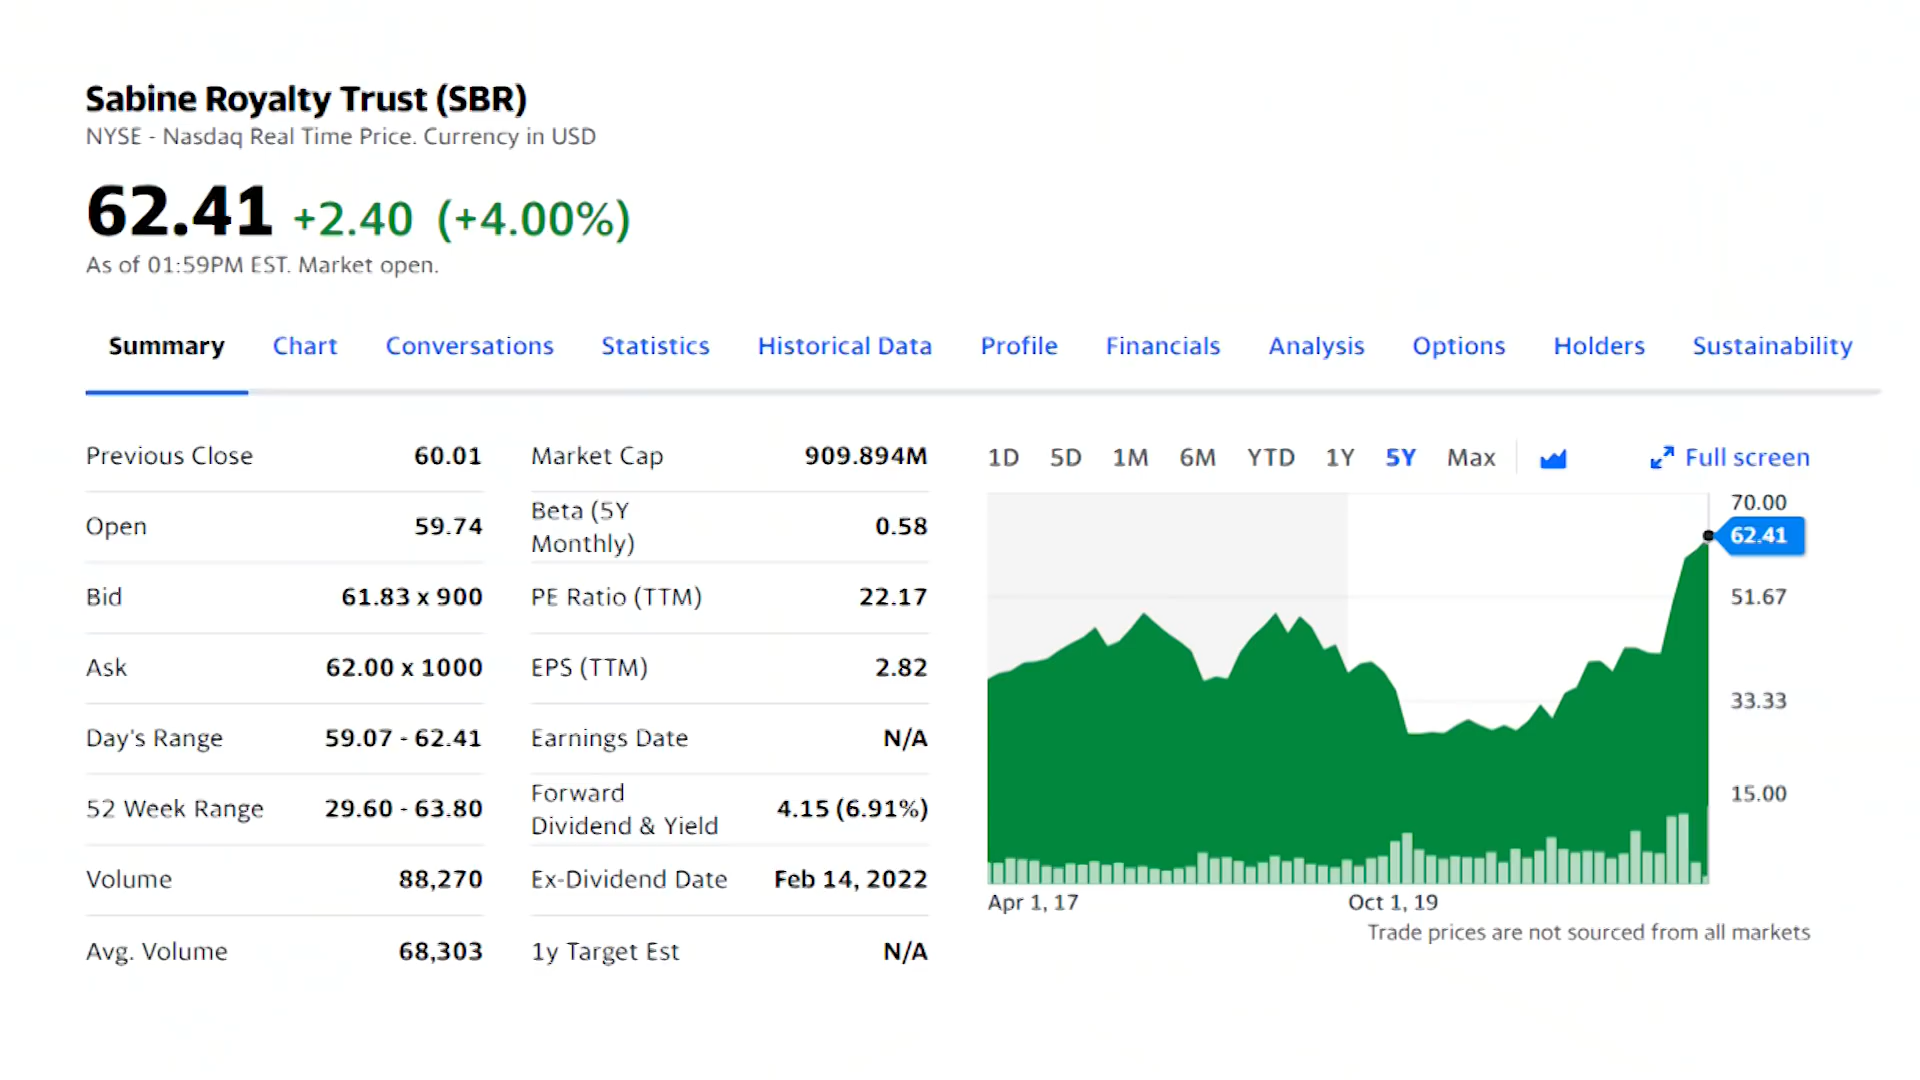 Sabine Royalty Trust (SBR)
NYSE - Nasdaq Real Time Price. Currency in USD
62.41 +2.40 (+4.00%)
As of 01:59PM EST. Market open.
Summary Chart Conversations Statistics Historical Data Profile Financials Analysis Options Holders Sustainability
Previous Close 60.01
Open 59.74
Bid 61.83 x 900
Ask 62.00 x 1000
Day's Range 59.07 - 62.41
52 Week Range 29.60 - 63.80
Volume 88,270
Avg. Volume 68,303
Market Cap 909.894M
Beta (5Y
Monthly) 0.58
PE Ratio (TTM) 22.17
EPS (TTM) 2.82
Earnings Date N/A
Forward
Dividend & Yield 4.15 (6.91%)
Ex-Dividend Date Feb 14, 2022
1y Target Est N/A
1D 5D 1M 6M YTD 1Y 5Y Max Full screen
70.00
62.41
51.67
33.33
15.00
Apr 1, 17 Oct 1, 19
Trade prices are not sourced from all markets